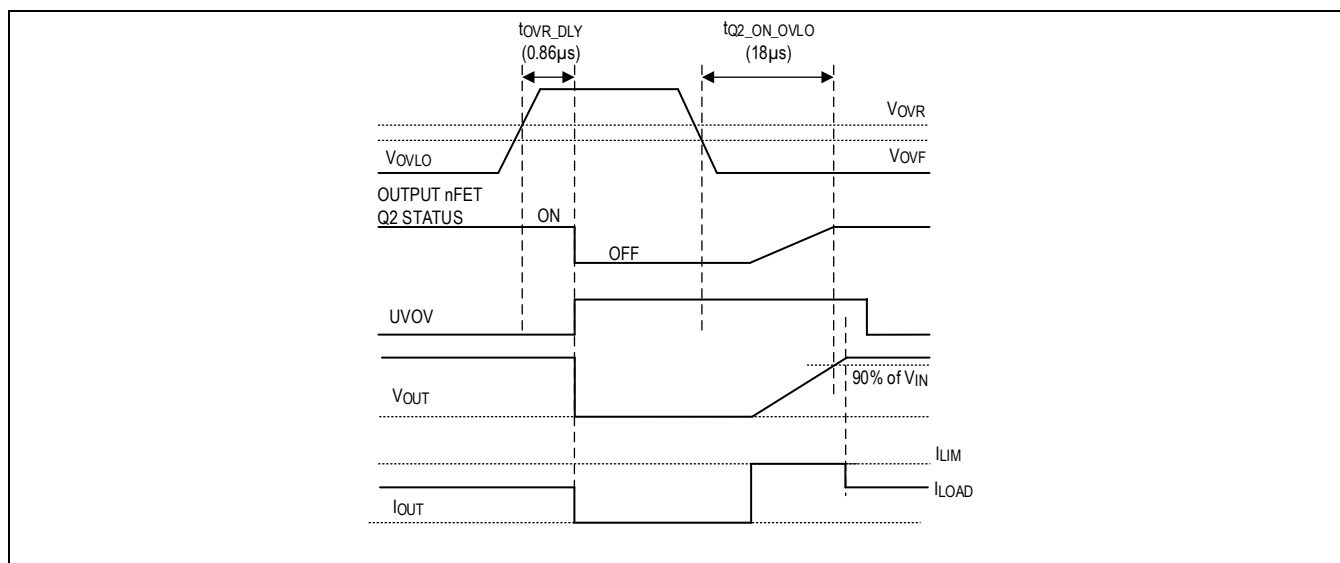 tOVR_DLY
(0.86µs)
tQ2_ON_OVLO
(18µs)
VOVR
VOVLO
VOVF
OUTPUT nFET
Q2 STATUS
ON
OFF
UVOV
90% of VIN
VOUT
ILIM
ILOAD
IOUT